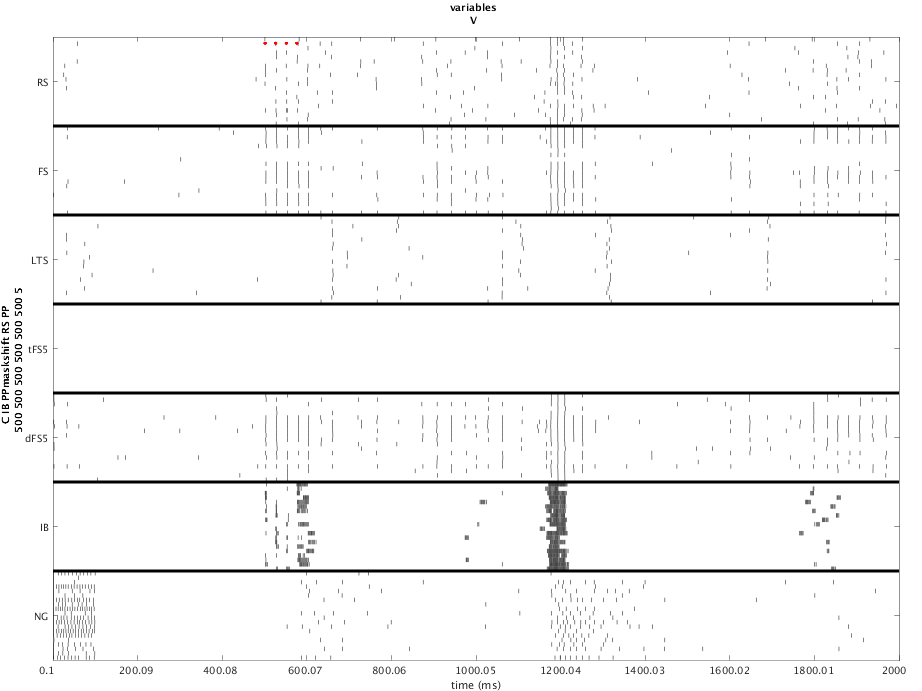 variables
V
C IB PPmaskshift RS PP
500 500 500 500 500 500 5
RS
FS
LTS
tFS5
dFS5
IB
NG
0.1 200.09 400.08 600.07 800.06 1000.05 1200.04 1400.03 1600.02 1800.01 2000
time (ms)